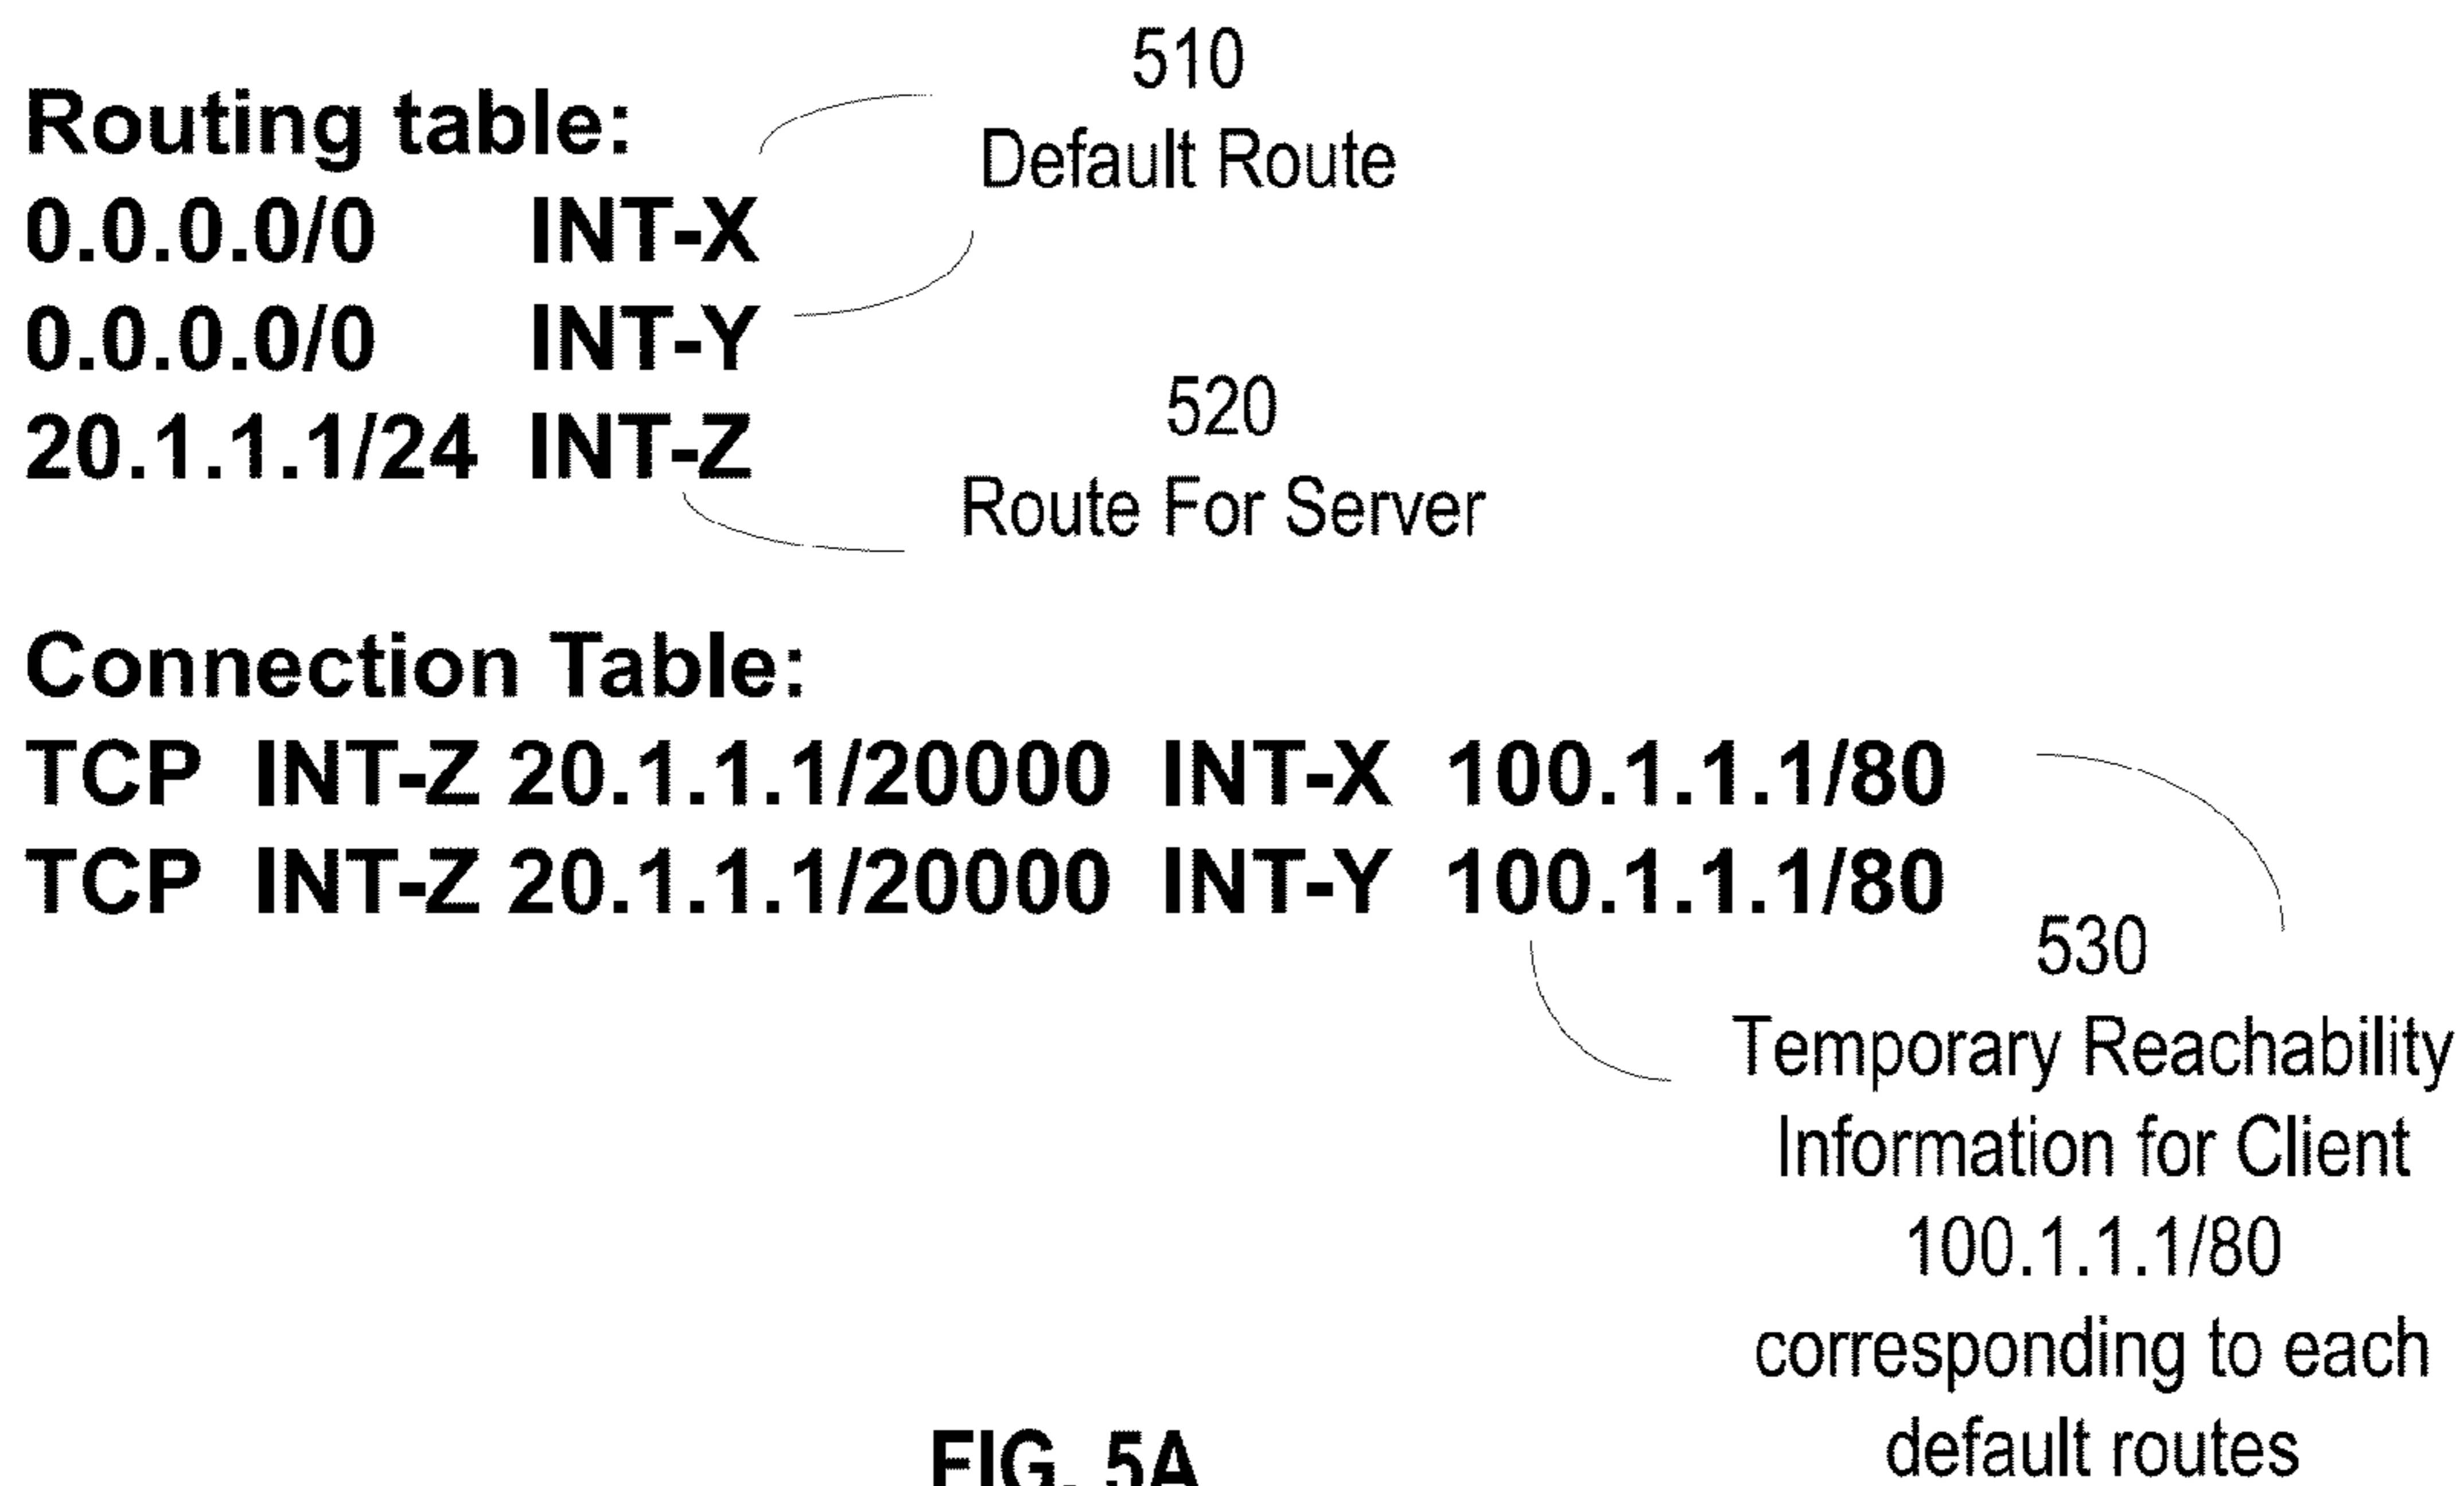 Routing table:
0.0.0.0/0 INT-X
0.0.0.0/0 INT-Y
20.1.1.1/24 INT-Z
510
Default Route
520
Route For Server
Connection Table:
TCP INT-Z 20.1.1.1/20000 INT-X 100.1.1.1/80
TCP INT-Z 20.1.1.1/20000 INT-Y 100.1.1.1/80
530
Temporary Reachability
Information for Client
100.1.1.1/80
corresponding to each
default routes
FIG. 5A